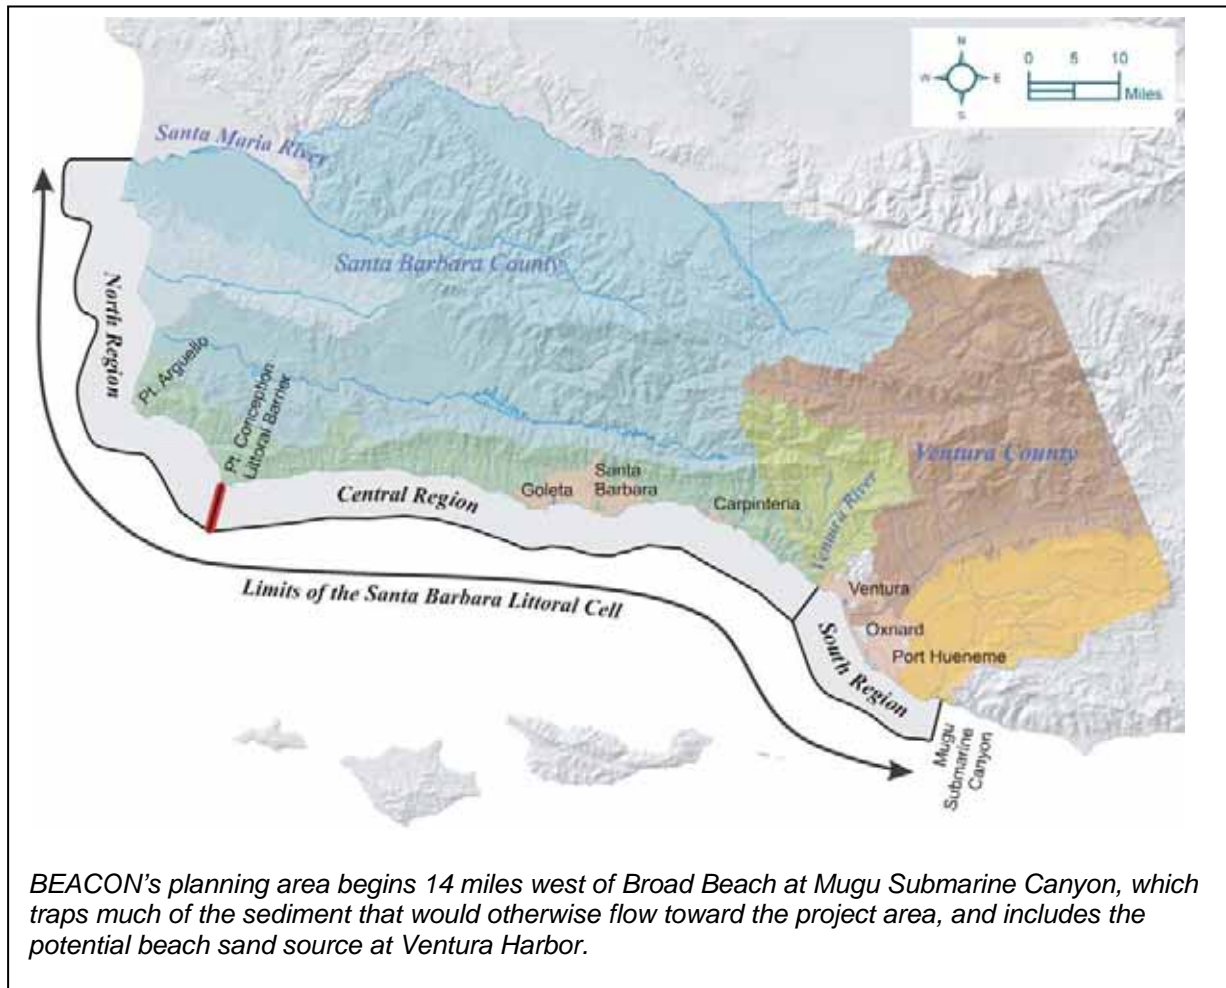 N
W E
S
0 5 10
Miles
Santa Maria River
Santa Barbara County
North Region
Pt. Arguello
Pt. Conception
Littoral Barrier
Central Region
Goleta
Santa
Barbara
Carpinteria
Ventura River
Ventura County
Ventura
Oxnard
Port Hueneme
South Region
Limits of the Santa Barbara Littoral Cell
Mugu
Submarine
Canyon
BEACON's planning area begins 14 miles west of Broad Beach at Mugu Submarine Canyon, which
traps much of the sediment that would otherwise flow toward the project area, and includes the
potential beach sand source at Ventura Harbor.